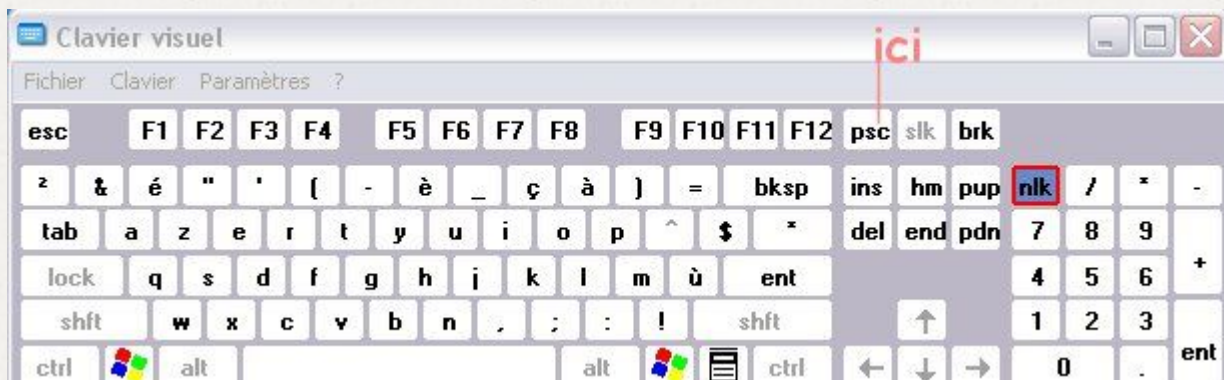 Clavier visuel
ici
Fichier Clavier Paramètres ?
esc F1 F2 F3 F4 F5 F6 F7 F8 F9 F10 F11 F12 psc slk brk
² & é " ' ( - è _ ç à ) = bksp ins hm pup nlk / * -
tab a z e r t y u i o p ^ $ * del end pdn 7 8 9 +
lock q s d f g h j k l m ù ent 4 5 6
shft w x c v b n , ; : ! shft ↑ 1 2 3 ent
ctrl alt alt ctrl ← ↓ → 0 .